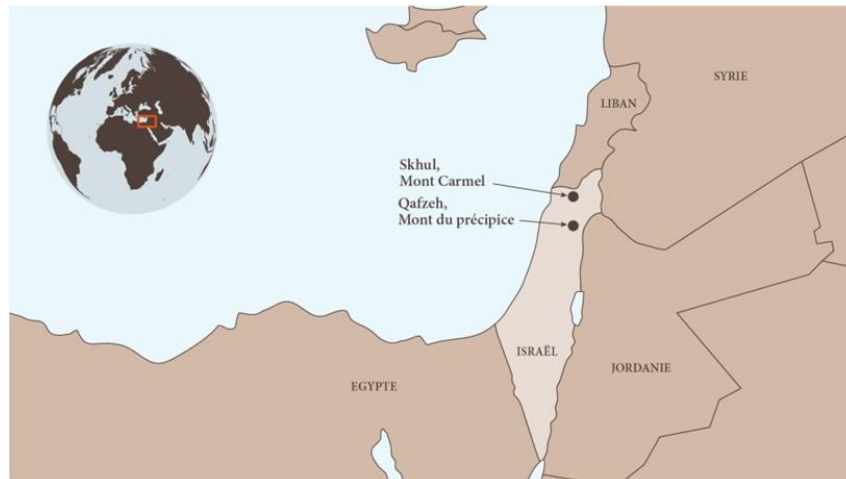 SYRIE
LIBAN
Skhul,
Mont Carmel
Qafzeh,
Mont du précipice
ISRAËL
JORDANIE
EGYPTE